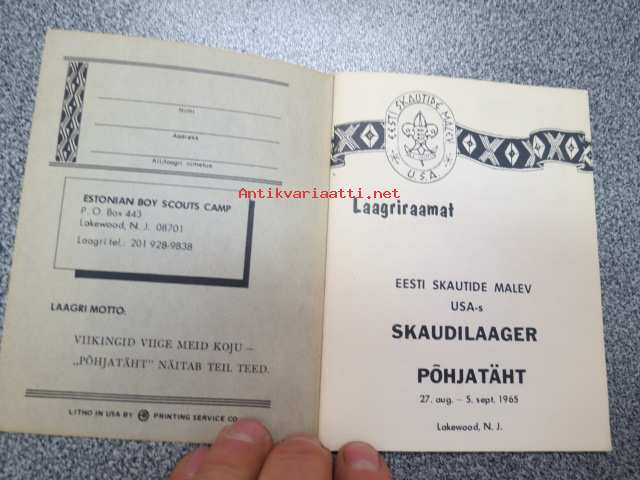 Nimi
Aadress
Allilaagri nimetus
ESTONIAN BOY SCOUTS CAMP
P. O. Box 443
Lakewood, N. J. 08701
Laagri tel.: 201 928-9838
LAAGRI MOTTO:
VIIKINGID VIIGE MEID KOJU –
„PÕHJATÄHT” NÄITAB TEIL TEED.
LITHO IN USA BY PRINTING SERVICE CO.
EESTI SKAUTIDE MALEV
U.S.A.
Antikvariaatti.net
Laagriraamat
EESTI SKAUTIDE MALEV
USA-s
SKAUDILAAGER
PÕHJATÄHT
27. aug. – 5. sept. 1965
Lakewood, N. J.